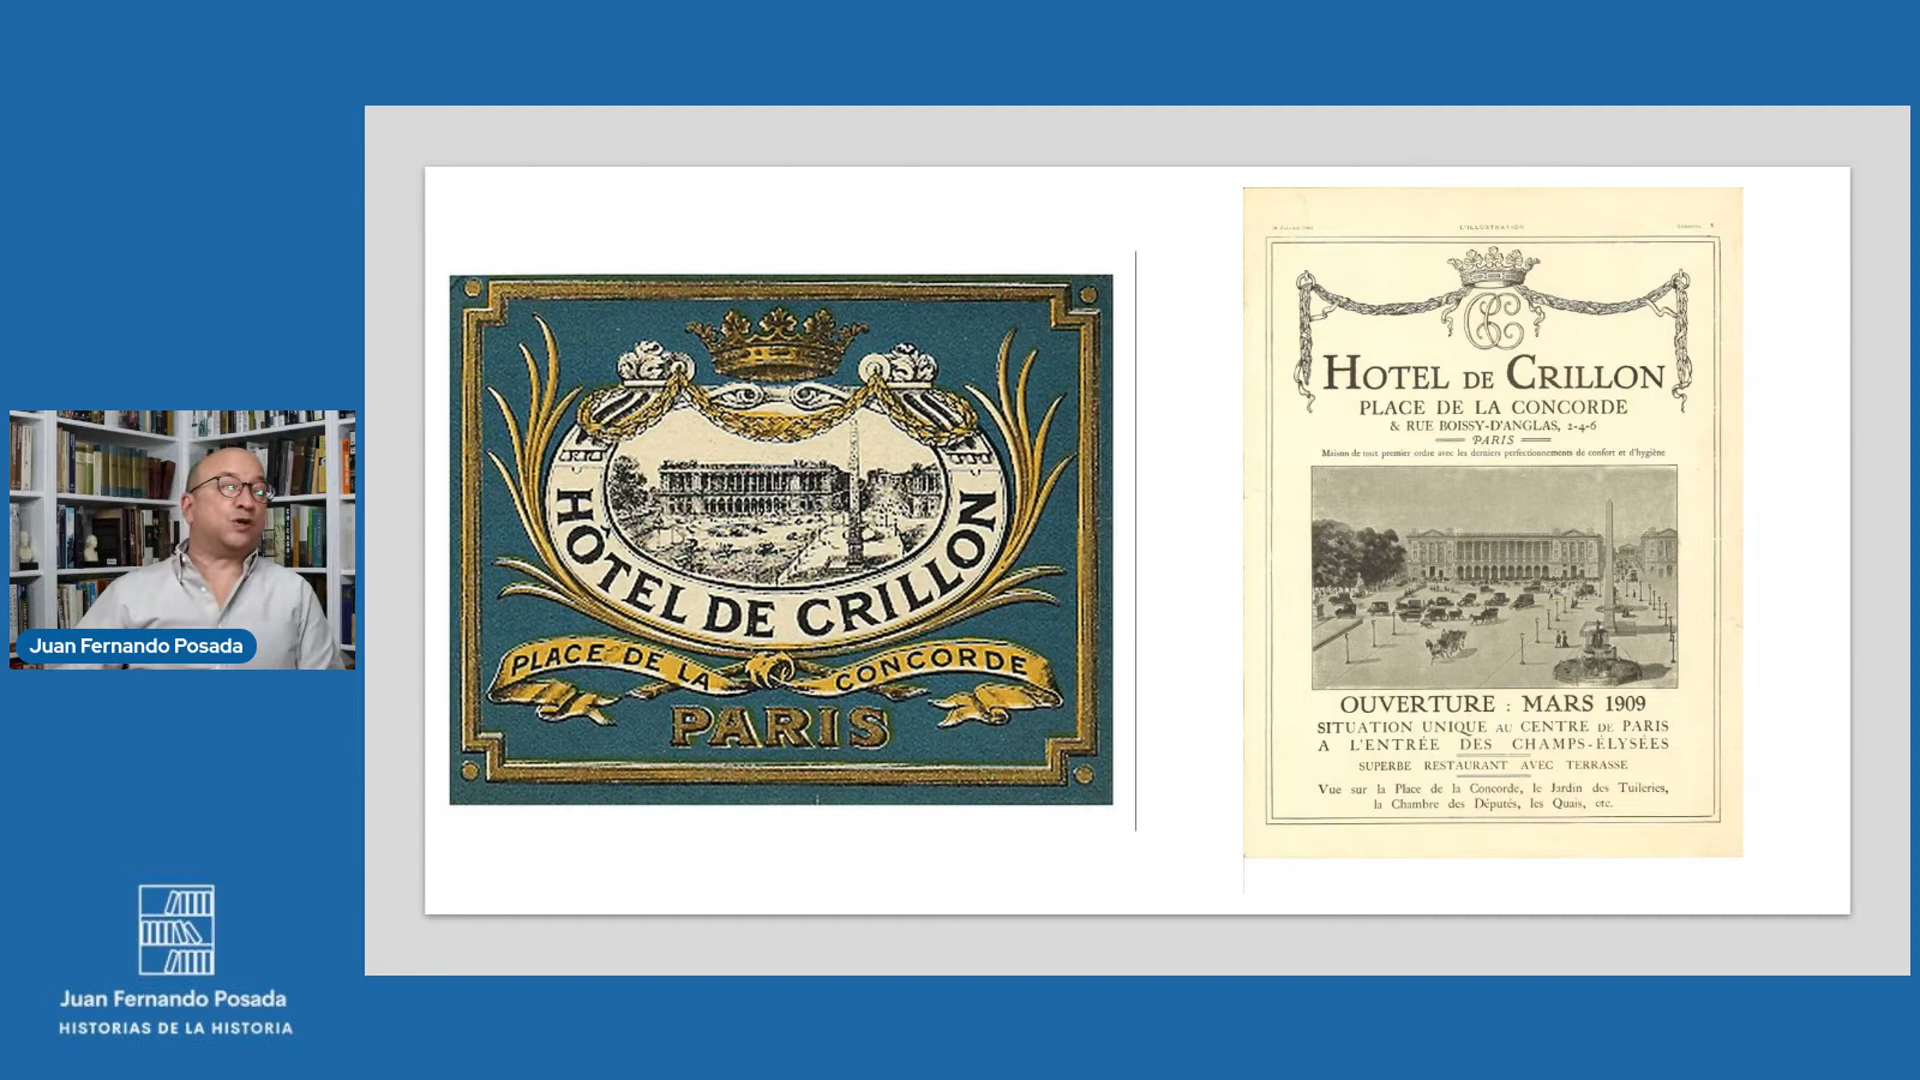 HÔTEL DE CRILLON
PLACE DE LA CONCORDE
PARIS
L'ILLUSTRATION
HOTEL DE CRILLON
PLACE DE LA CONCORDE
& RUE BOISSY-D'ANGLAS, 2-4-6
PARIS
Maison de tout premier ordre avec les derniers perfectionnements de confort et d'hygiène
OUVERTURE : MARS 1909
SITUATION UNIQUE AU CENTRE DE PARIS
A L'ENTRÉE DES CHAMPS-ÉLYSÉES
SUPERBE RESTAURANT AVEC TERRASSE
Vue sur la Place de la Concorde, le Jardin des Tuileries,
la Chambre des Députés, les Quais, etc.
Juan Fernando Posada
Juan Fernando Posada
HISTORIAS DE LA HISTORIA